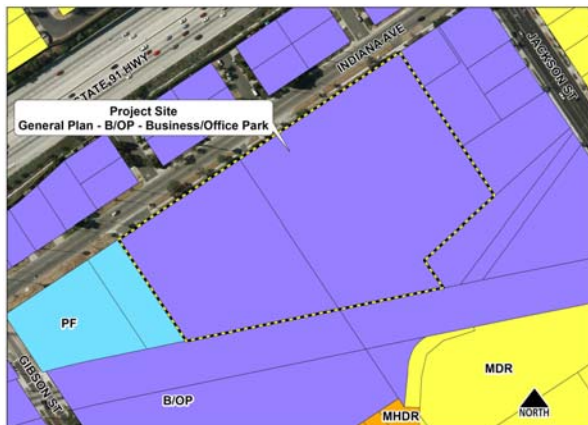 STATE 91 HWY
INDIANA AVE
JACKSON ST
Project Site
General Plan - B/OP - Business/Office Park
PF
GIBSON ST
B/OP
MHDR
MDR
NORTH